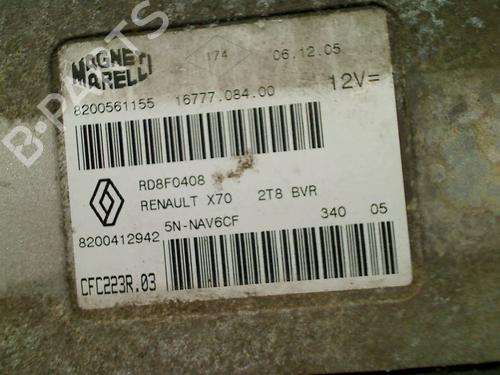 MAGNETI
MARELLI
174 06.12.05
8200561155 16777.084.00 12V=
RD8F0408
RENAULT X70 2T8 BVR
8200412942 5N-NAV6CF 340 05
CFC223R.03
B-PARTS